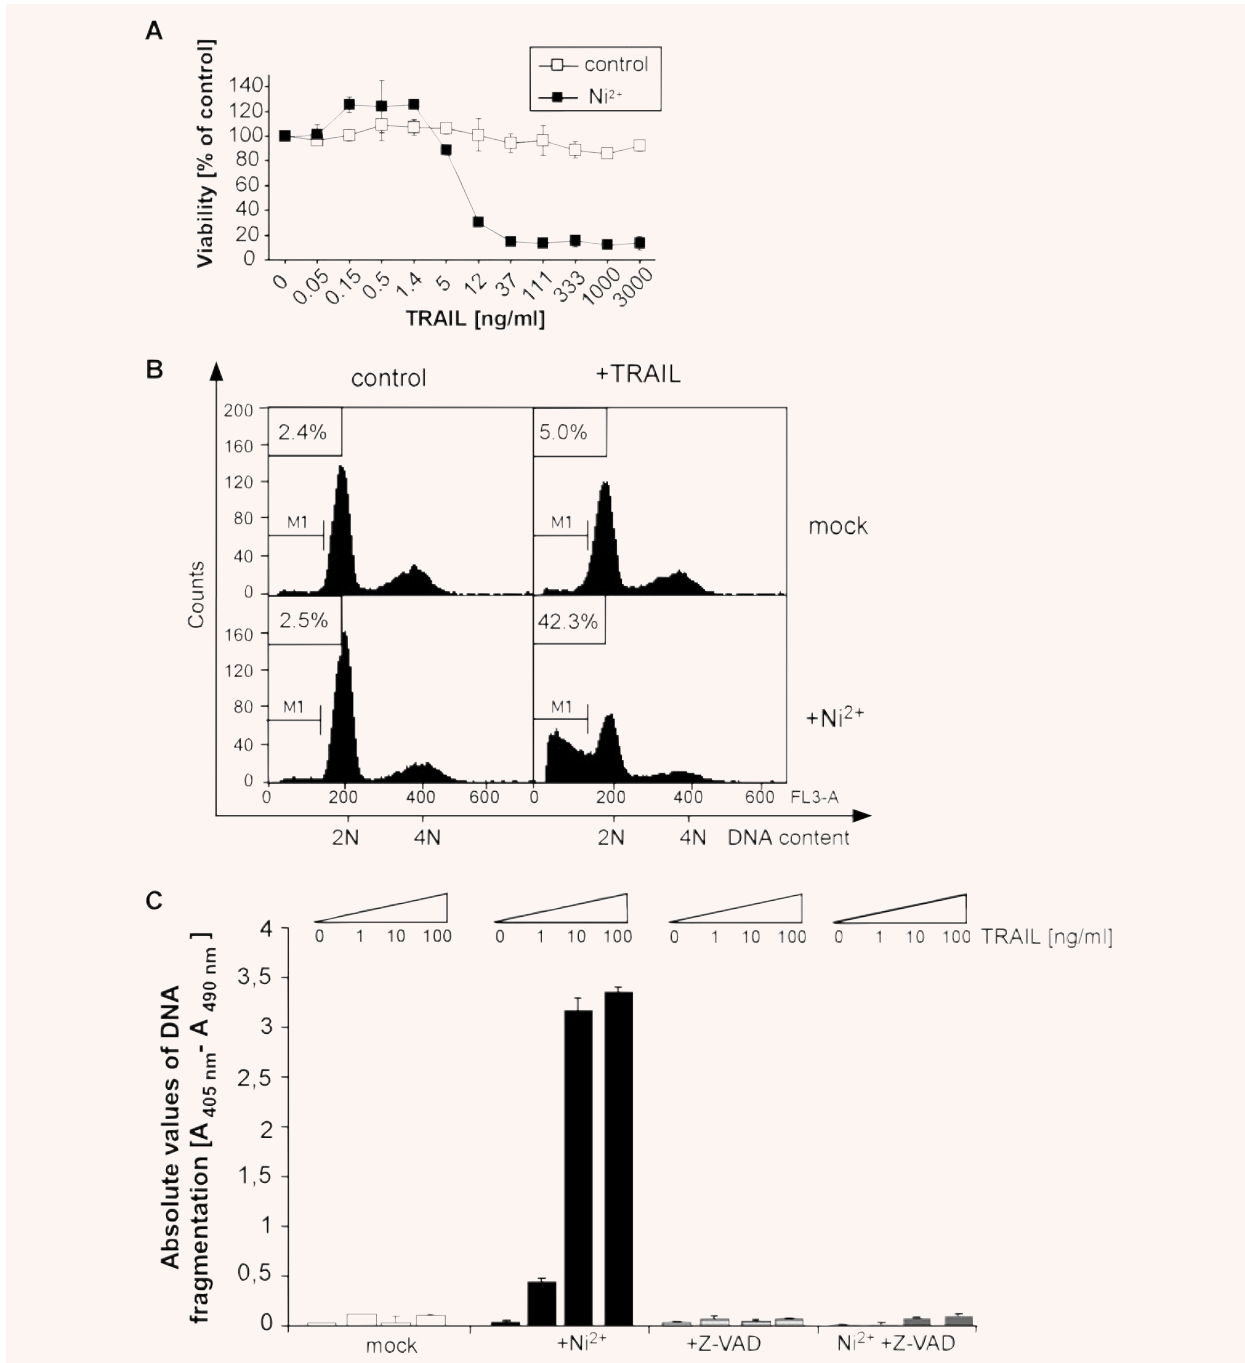 A
control
Ni²⁺
Viability [% of control]
140
120
100
80
60
40
20
0
0 0.05 0.15 0.5 1.4 5 12 37 111 333 1000 3000
TRAIL [ng/ml]
B
control +TRAIL
200
160
120
80
40
0
2.4% 5.0%
M1 M1
mock
Counts
160
120
80
40
0
2.5% 42.3%
M1 M1
+Ni²⁺
0 200 400 600 0 200 400 600 FL3-A
2N 4N 2N 4N DNA content
C
0 1 10 100 0 1 10 100 0 1 10 100 0 1 10 100 TRAIL [ng/ml]
Absolute values of DNA
fragmentation [A 405 nm- A 490 nm ]
4
3,5
3
2,5
2
1,5
1
0,5
0
mock +Ni²⁺ +Z-VAD Ni²⁺ +Z-VAD